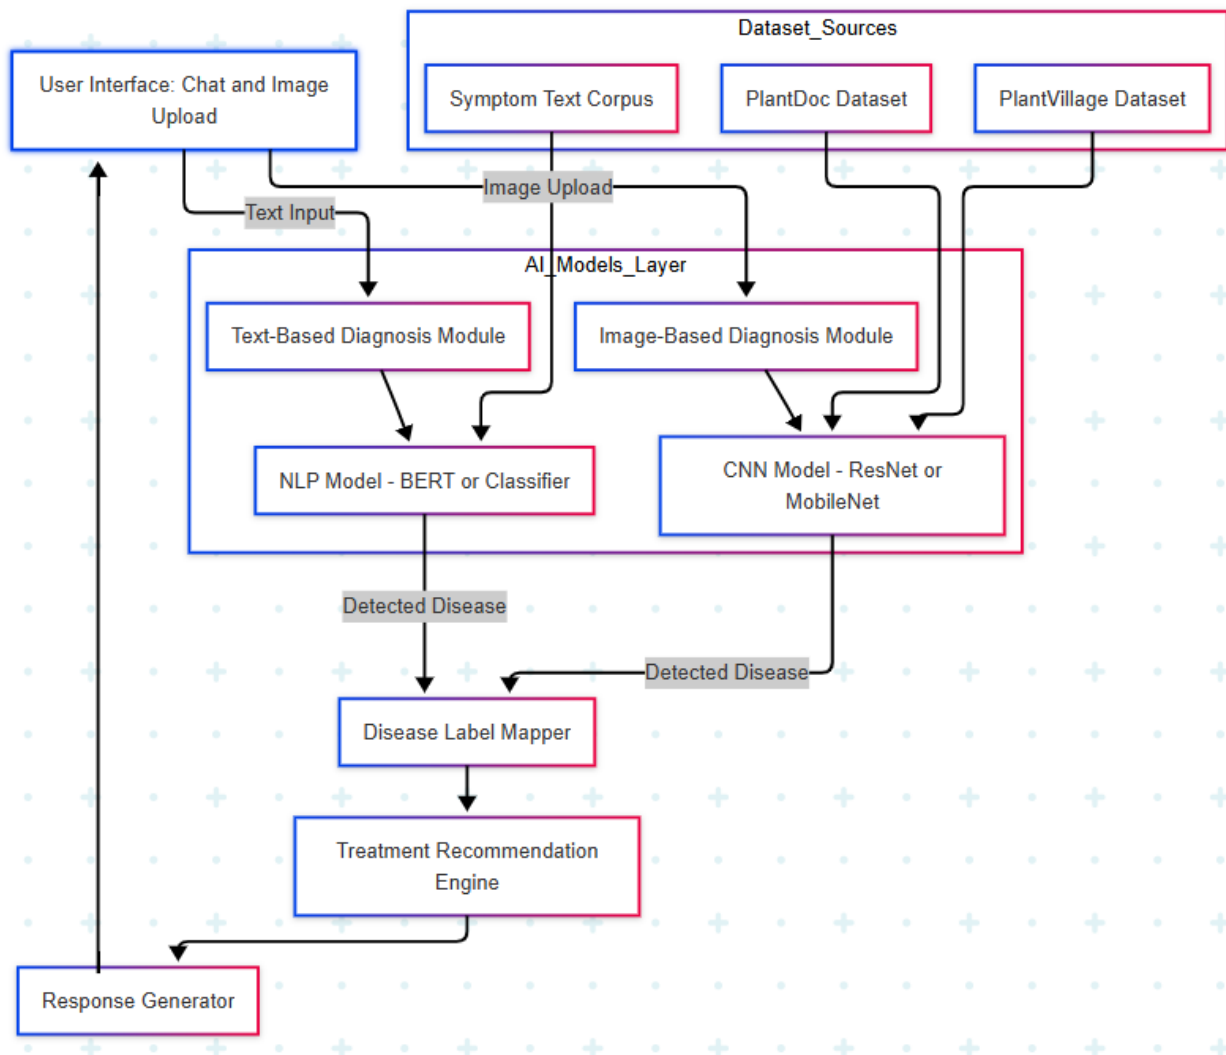 Dataset_Sources
User Interface: Chat and Image
Upload
Symptom Text Corpus
PlantDoc Dataset
PlantVillage Dataset
Image Upload
Text Input
AI_Models_Layer
Text-Based Diagnosis Module
Image-Based Diagnosis Module
NLP Model - BERT or Classifier
CNN Model - ResNet or
MobileNet
Detected Disease
Detected Disease
Disease Label Mapper
Treatment Recommendation
Engine
Response Generator